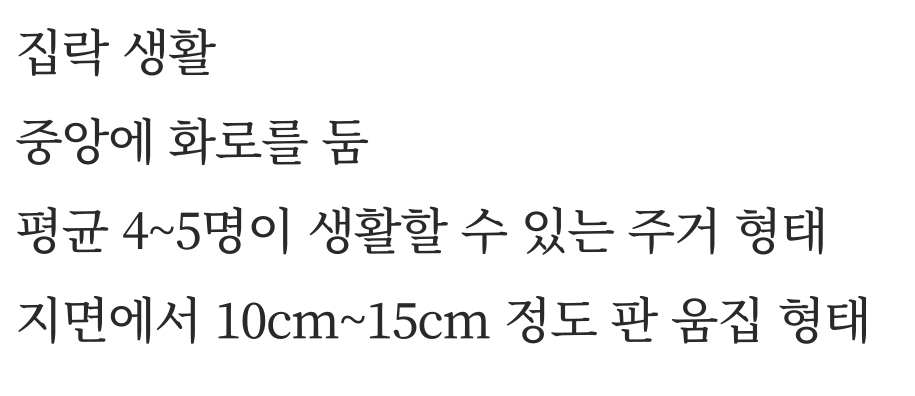 집락 생활
중앙에 화로를 둠
평균 4~5명이 생활할 수 있는 주거 형태
지면에서 10cm~15cm 정도 판 움집 형태